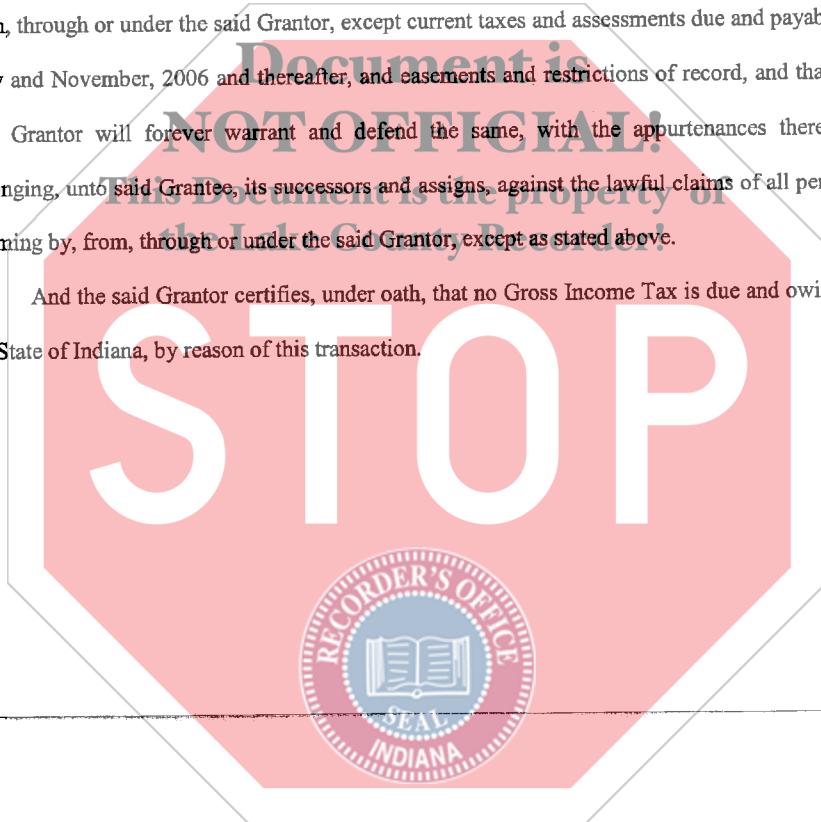 , through or under the said Grantor, except current taxes and assessments due and payab
and November, 2006 and thereafter, and easements and restrictions of record, and tha
Grantor will forever warrant and defend the same, with the appurtenances there
nging, unto said Grantee, its successors and assigns, against the lawful claims of all per
ning by, from, through or under the said Grantor, except as stated above.
And the said Grantor certifies, under oath, that no Gross Income Tax is due and owi
State of Indiana, by reason of this transaction.
Document is
NOT OFFICIAL!
This Document is the property of
the Lake County Recorder!
STOP
RECORDER'S OFFICE
SEAL
INDIANA